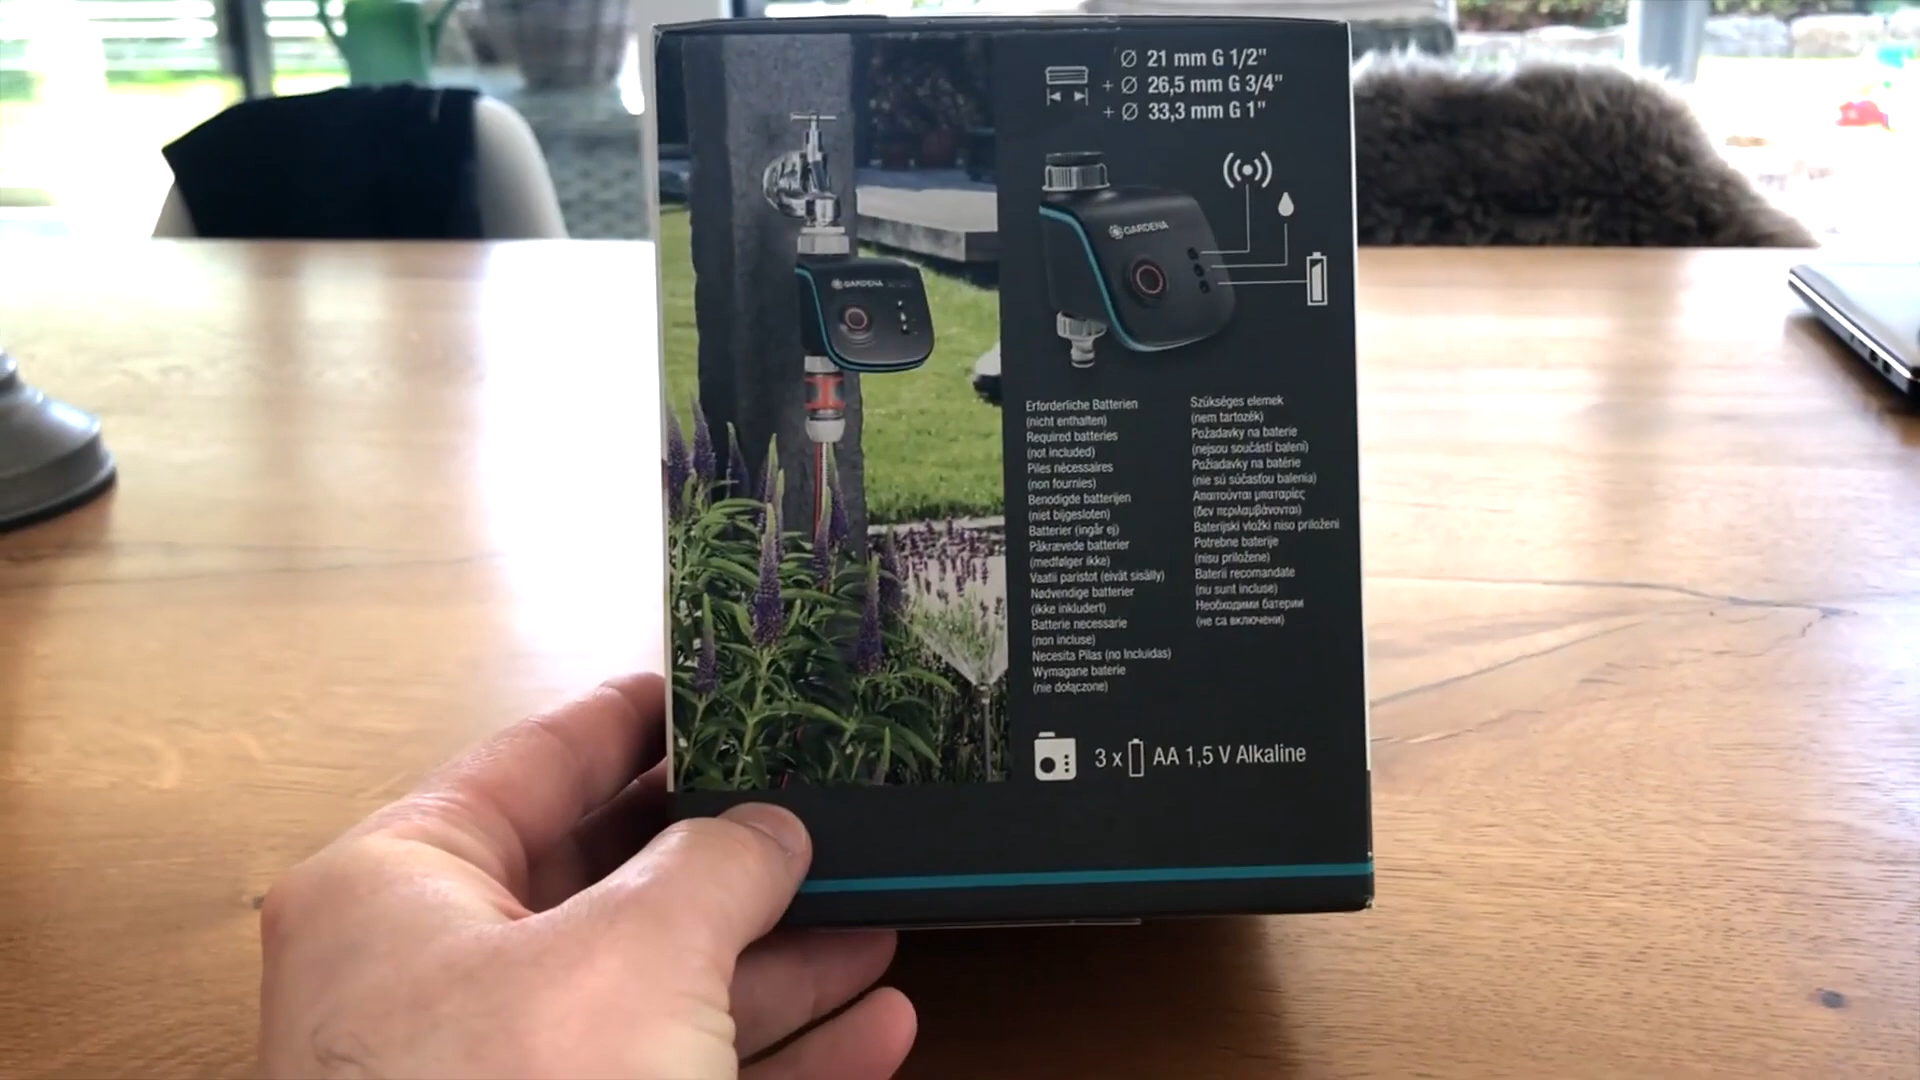 Ø 21 mm G 1/2"
+ Ø 26,5 mm G 3/4"
+ Ø 33,3 mm G 1"
GARDENA
GARDENA
Erforderliche Batterien
(nicht enthalten)
Required batteries
(not included)
Piles nécessaires
(non fournies)
Benodigde batterijen
(niet bijgesloten)
Batterier (ingår ej)
Påkrævede batterier
(medfølger ikke)
Vaatii paristot (eivät sisälly)
Nødvendige batterier
(ikke inkludert)
Batterie necessarie
(non incluse)
Necesita Pilas (no Incluidas)
Wymagane baterie
(nie dołączone)
Szükséges elemek
(nem tartozék)
Požadavky na baterie
(nejsou součástí balení)
Požiadavky na batérie
(nie sú súčasťou balenia)
Απαιτούνται μπαταρίες
(δεν περιλαμβάνονται)
Baterijski vložki niso priloženi
Potrebne baterije
(nisu priložene)
Baterii recomandate
(nu sunt incluse)
Необходими батерии
(не са включени)
3 x AA 1,5 V Alkaline